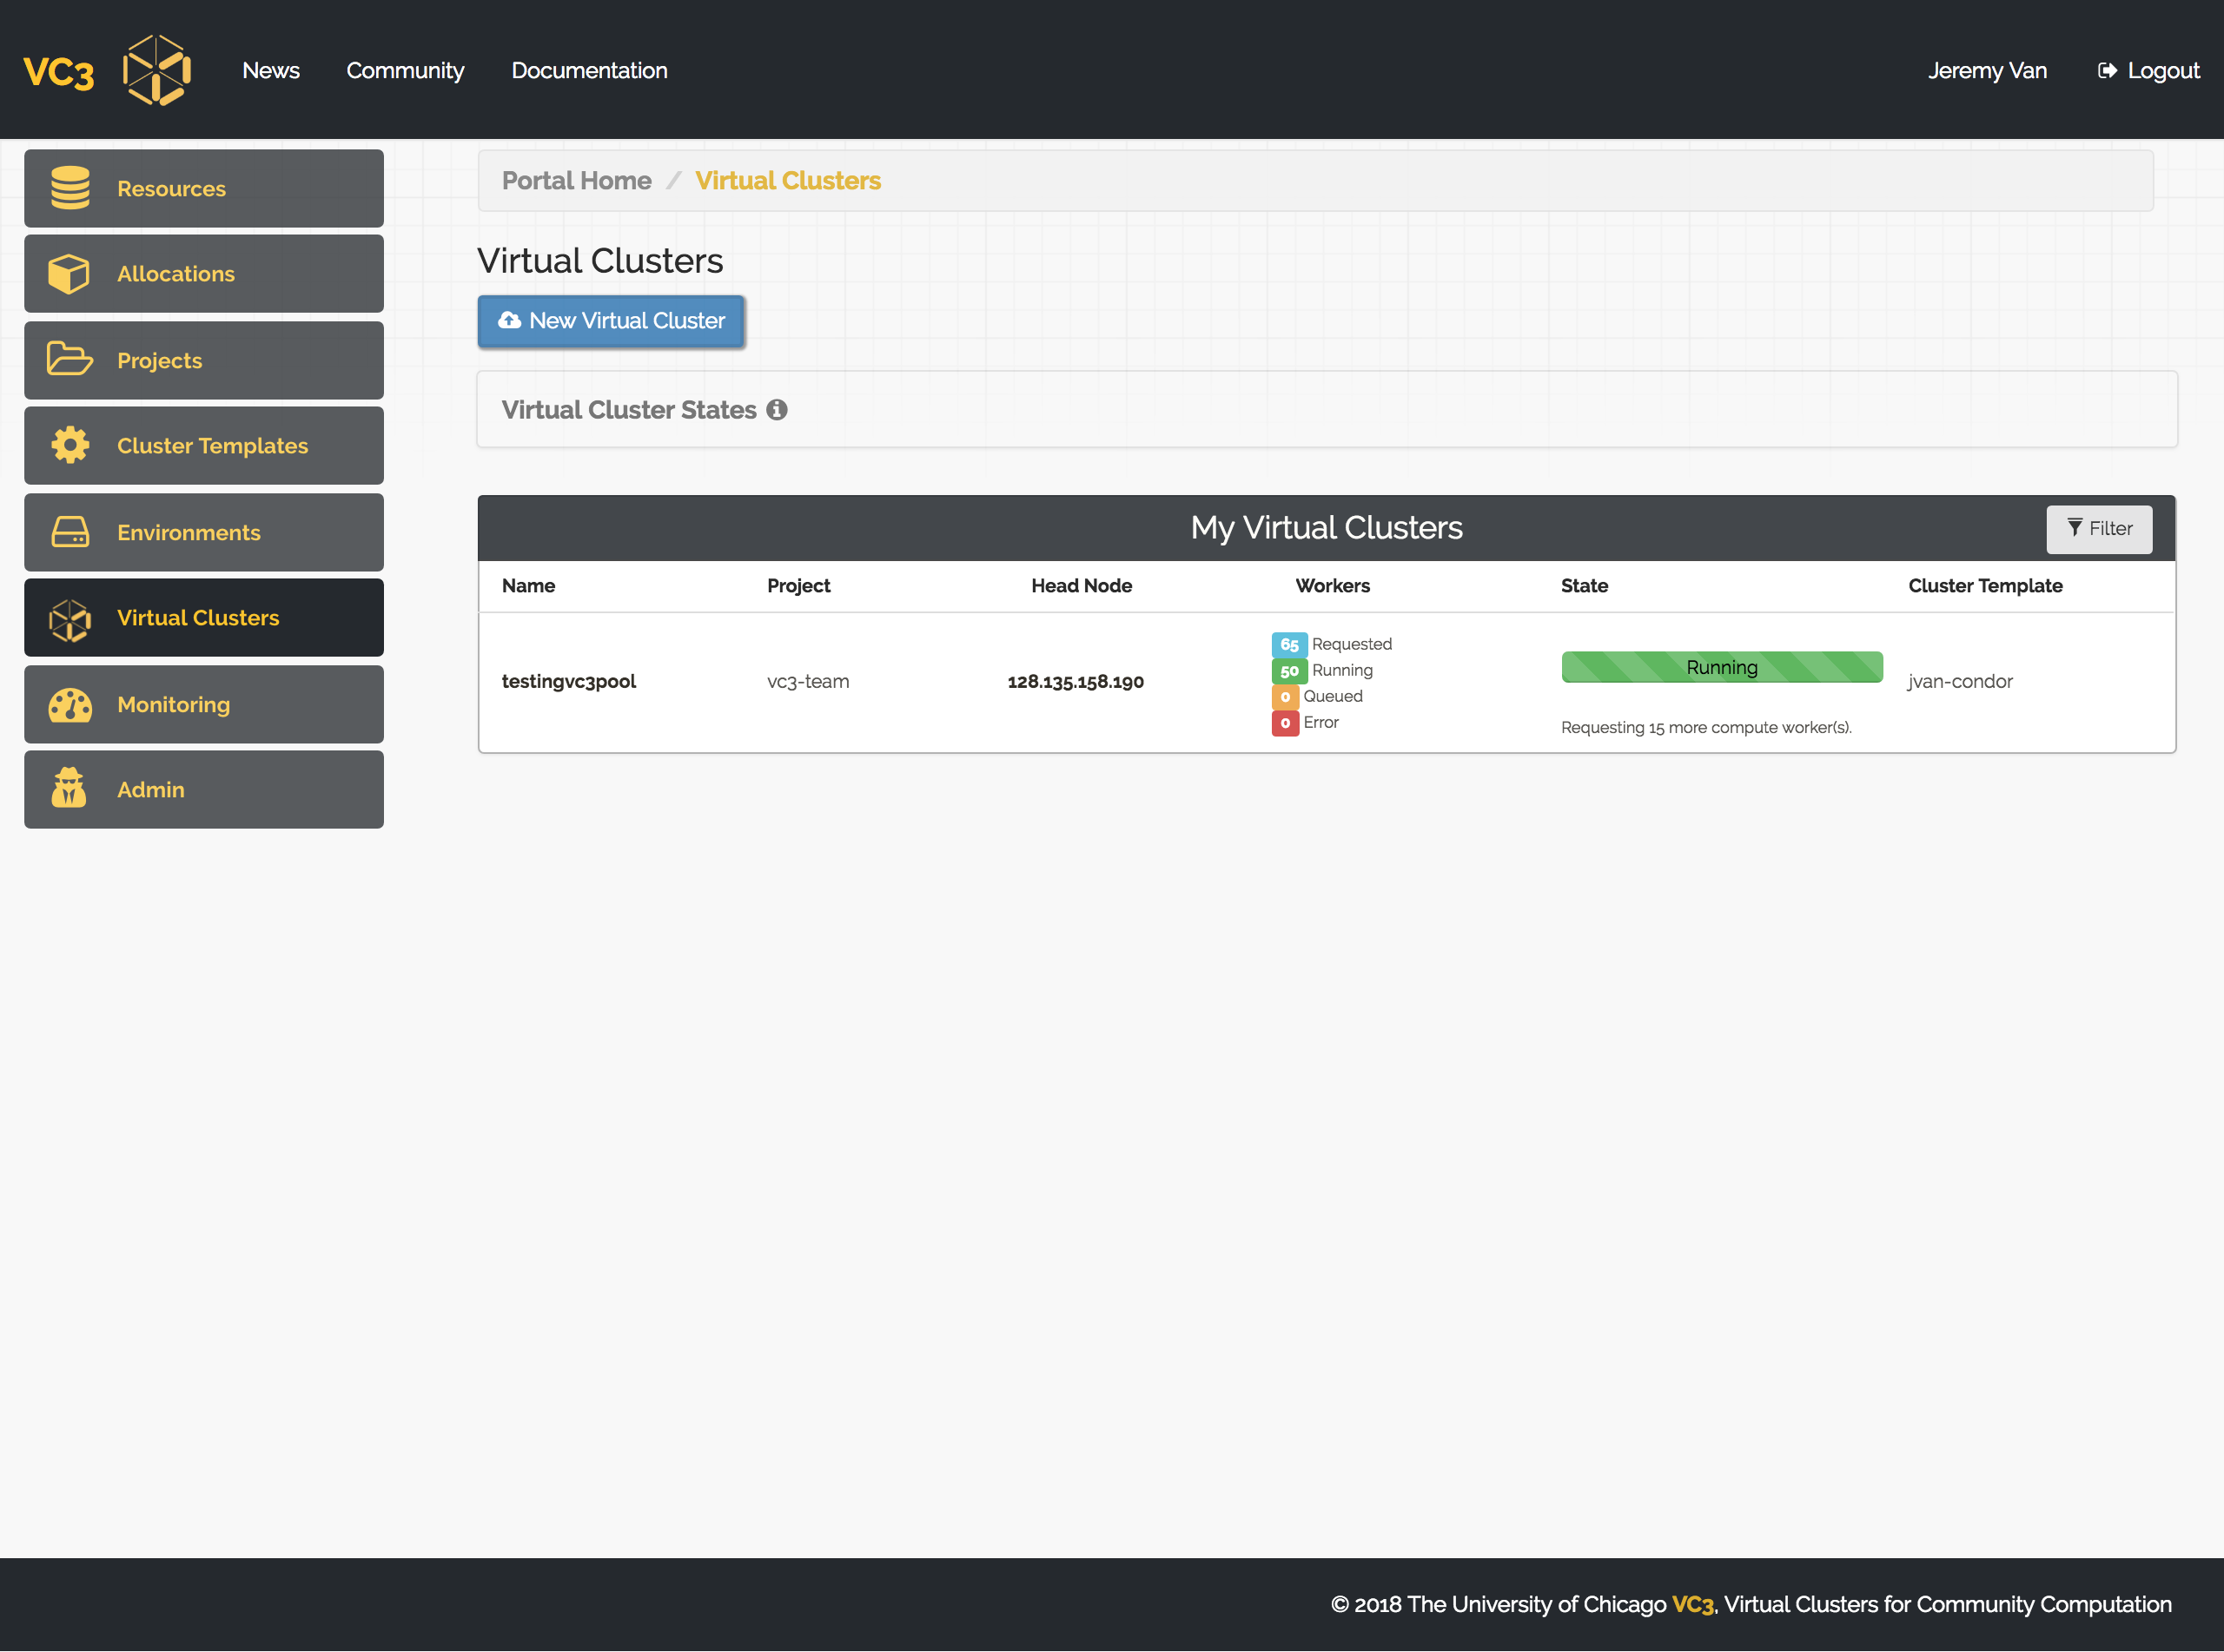 VC3 News Community Documentation Jeremy Van Logout
Resources
Allocations
Projects
Cluster Templates
Environments
Virtual Clusters
Monitoring
Admin
Portal Home / Virtual Clusters
Virtual Clusters
New Virtual Cluster
Virtual Cluster States
My Virtual Clusters Filter
Name Project Head Node Workers State Cluster Template
testingvc3pool vc3-team 128.135.158.190
65 Requested
50 Running
0 Queued
0 Error
Running
Requesting 15 more compute worker(s).
jvan-condor
© 2018 The University of Chicago VC3, Virtual Clusters for Community Computation